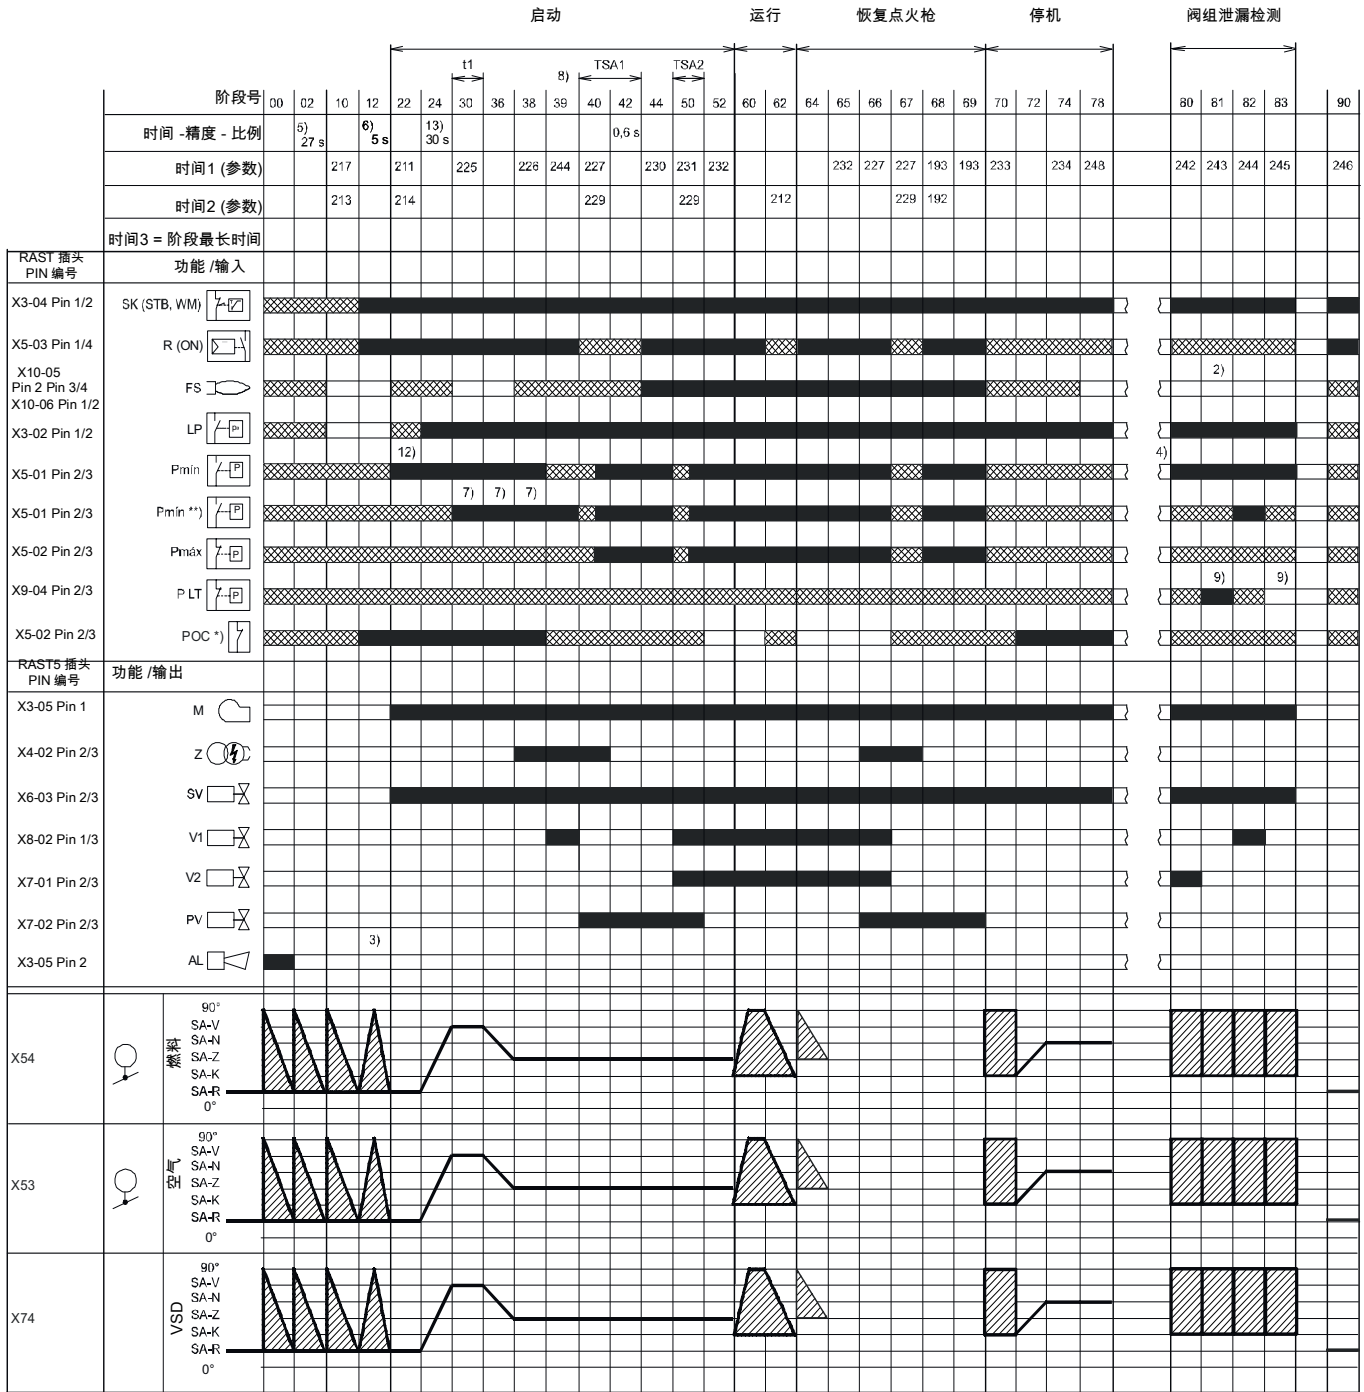 启动 运行 恢复点火枪 停机 阀组泄漏检测
t1 8) TSA1 TSA2
阶段号 00 02 10 12 22 24 30 36 38 39 40 42 44 50 52 60 62 64 65 66 67 68 69 70 72 74 78 80 81 82 83 90
时间 -精度 - 比例 5) 27 s 6) 5 s 13) 30 s 0,6 s
时间1 (参数) 217 211 225 226 244 227 230 231 232 232 227 227 193 193 233 234 248 242 243 244 245 246
时间2 (参数) 213 214 229 229 212 229 192
时间3 = 阶段最长时间
RAST 插头
PIN 编号
功能 /输入
X3-04 Pin 1/2 SK (STB, WM)
X5-03 Pin 1/4 R (ON)
X10-05
Pin 2 Pin 3/4
X10-06 Pin 1/2
FS 2)
X3-02 Pin 1/2 LP
12) 4)
X5-01 Pin 2/3 Pmín P
7) 7) 7)
X5-01 Pin 2/3 Pmín **) P
X5-02 Pin 2/3 Pmáx P
9) 9)
X9-04 Pin 2/3 P LT P
X5-02 Pin 2/3 POC *)
RAST5 插头
PIN 编号
功能 /输出
X3-05 Pin 1 M
X4-02 Pin 2/3 Z
X6-03 Pin 2/3 SV
X8-02 Pin 1/3 V1
X7-01 Pin 2/3 V2
X7-02 Pin 2/3 PV
3)
X3-05 Pin 2 AL
X54
燃料
90°
SA-V
SA-N
SA-Z
SA-K
SA-R
0°
X53
空气
90°
SA-V
SA-N
SA-Z
SA-K
SA-R
0°
X74
VSD
90°
SA-V
SA-N
SA-Z
SA-K
SA-R
0°